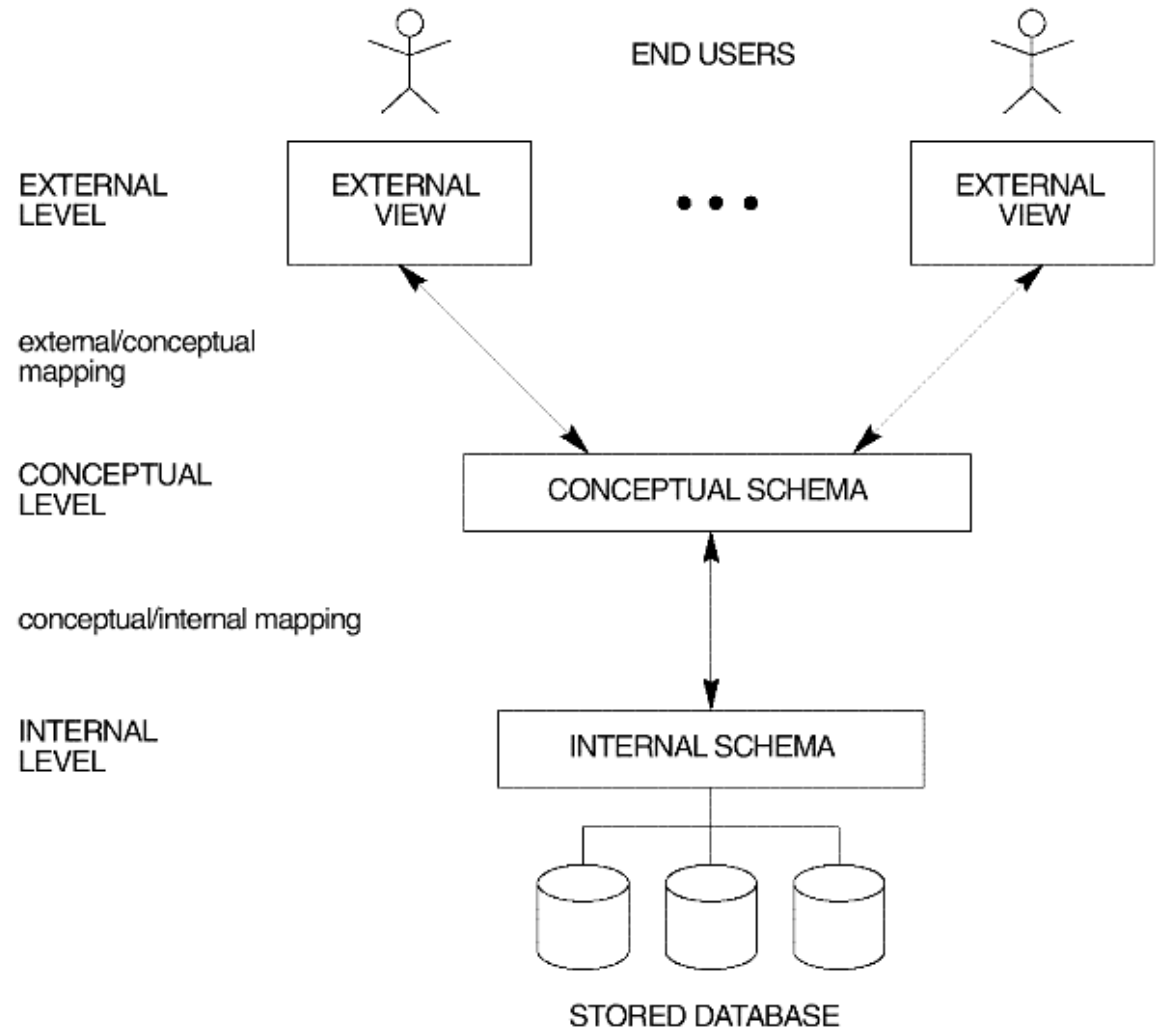 END USERS
EXTERNAL
LEVEL
EXTERNAL
VIEW
EXTERNAL
VIEW
external/conceptual
mapping
CONCEPTUAL
LEVEL
CONCEPTUAL SCHEMA
conceptual/internal mapping
INTERNAL
LEVEL
INTERNAL SCHEMA
STORED DATABASE